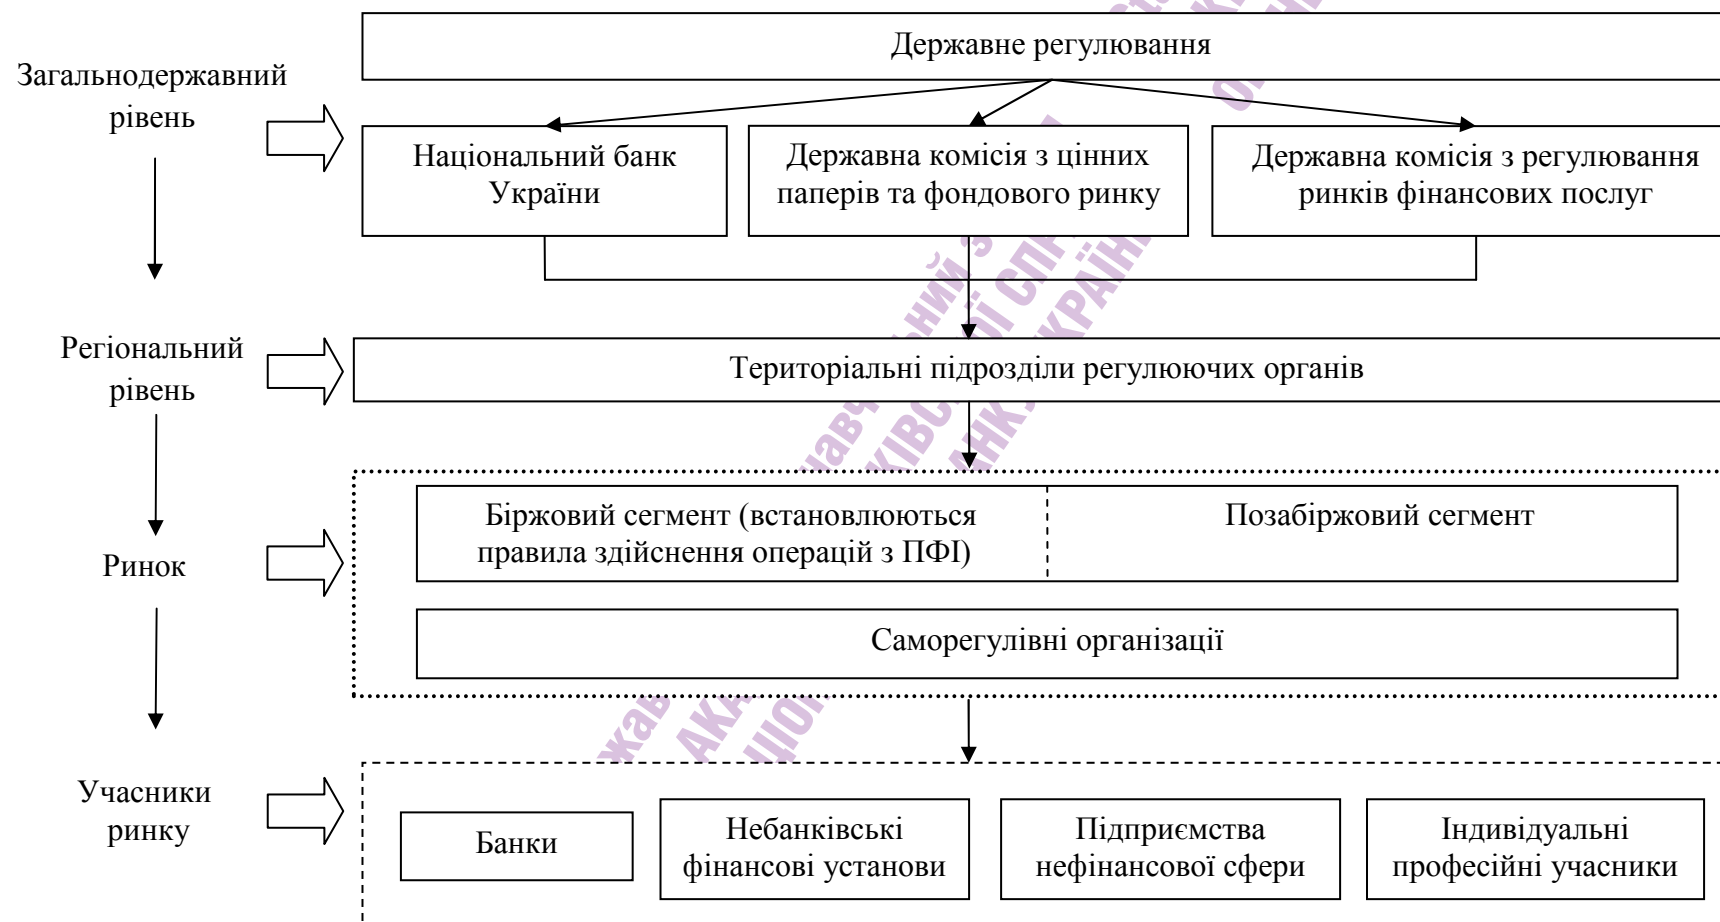 Державне регулювання
Загальнодержавний
рівень
Національний банк
України
Державна комісія з цінних
паперів та фондового ринку
Державна комісія з регулювання
ринків фінансових послуг
Регіональний
рівень
Територіальні підрозділи регулюючих органів
Ринок
Біржовий сегмент (встановлюються
правила здійснення операцій з ПФІ)
Позабіржовий сегмент
Саморегулівні організації
Учасники
ринку
Банки
Небанківські
фінансові установи
Підприємства
нефінансової сфери
Індивідуальні
професійні учасники